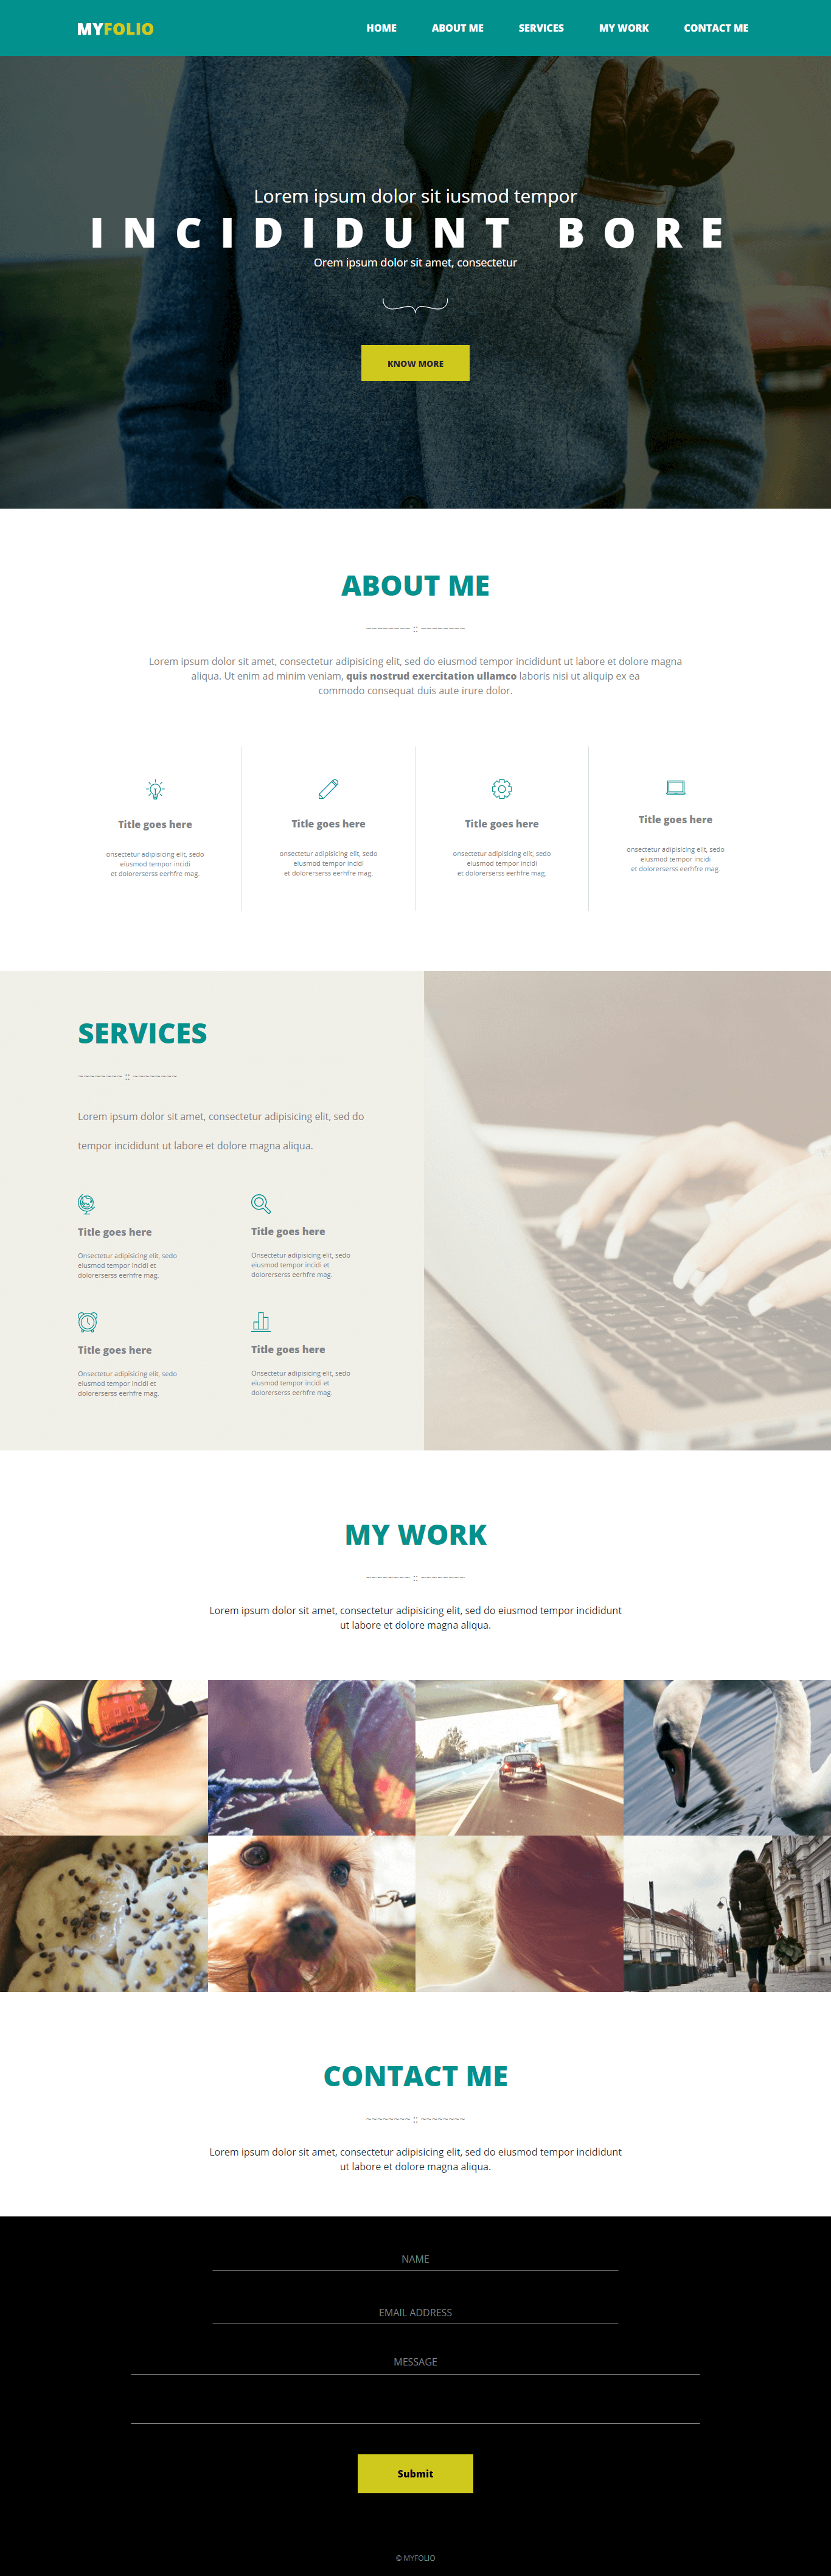 MYFOLIO
HOME ABOUT ME SERVICES MY WORK CONTACT ME
Lorem ipsum dolor sit iusmod tempor
INCIDIDUNT BORE
Orem ipsum dolor sit amet, consectetur
KNOW MORE
ABOUT ME
~~~~~~~~ :: ~~~~~~~~
Lorem ipsum dolor sit amet, consectetur adipisicing elit, sed do eiusmod tempor incididunt ut labore et dolore magna
aliqua. Ut enim ad minim veniam, quis nostrud exercitation ullamco laboris nisi ut aliquip ex ea
commodo consequat duis aute irure dolor.
Title goes here
onsectetur adipisicing elit, sedo
eiusmod tempor incidi
et dolorerserss eerhfre mag.
Title goes here
onsectetur adipisicing elit, sedo
eiusmod tempor incidi
et dolorerserss eerhfre mag.
Title goes here
onsectetur adipisicing elit, sedo
eiusmod tempor incidi
et dolorerserss eerhfre mag.
Title goes here
onsectetur adipisicing elit, sedo
eiusmod tempor incidi
et dolorerserss eerhfre mag.
SERVICES
~~~~~~~~ :: ~~~~~~~~
Lorem ipsum dolor sit amet, consectetur adipisicing elit, sed do
tempor incididunt ut labore et dolore magna aliqua.
Title goes here
Onsectetur adipisicing elit, sedo
eiusmod tempor incidi et
dolorerserss eerhfre mag.
Title goes here
Onsectetur adipisicing elit, sedo
eiusmod tempor incidi et
dolorerserss eerhfre mag.
Title goes here
Onsectetur adipisicing elit, sedo
eiusmod tempor incidi et
dolorerserss eerhfre mag.
Title goes here
Onsectetur adipisicing elit, sedo
eiusmod tempor incidi et
dolorerserss eerhfre mag.
MY WORK
~~~~~~~~ :: ~~~~~~~~
Lorem ipsum dolor sit amet, consectetur adipisicing elit, sed do eiusmod tempor incididunt
ut labore et dolore magna aliqua.
CONTACT ME
~~~~~~~~ :: ~~~~~~~~
Lorem ipsum dolor sit amet, consectetur adipisicing elit, sed do eiusmod tempor incididunt
ut labore et dolore magna aliqua.
NAME
EMAIL ADDRESS
MESSAGE
Submit
© MYFOLIO